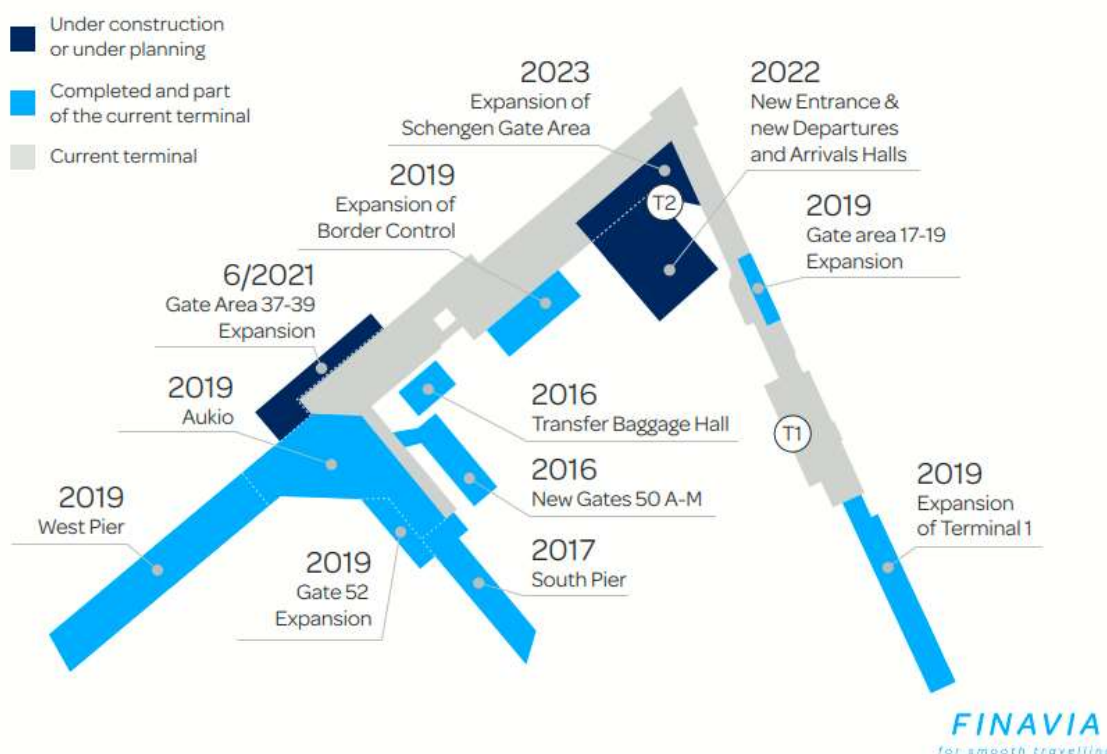 Under construction
or under planning
Completed and part
of the current terminal
Current terminal
2023
Expansion of
Schengen Gate Area
2022
New Entrance &
new Departures
and Arrivals Halls
2019
Expansion of
Border Control
T2
2019
Gate area 17-19
Expansion
6/2021
Gate Area 37-39
Expansion
2019
Aukio
2016
Transfer Baggage Hall
T1
2016
New Gates 50 A-M
2019
West Pier
2019
Expansion
of Terminal 1
2019
Gate 52
Expansion
2017
South Pier
FINAVIA
for smooth travelling